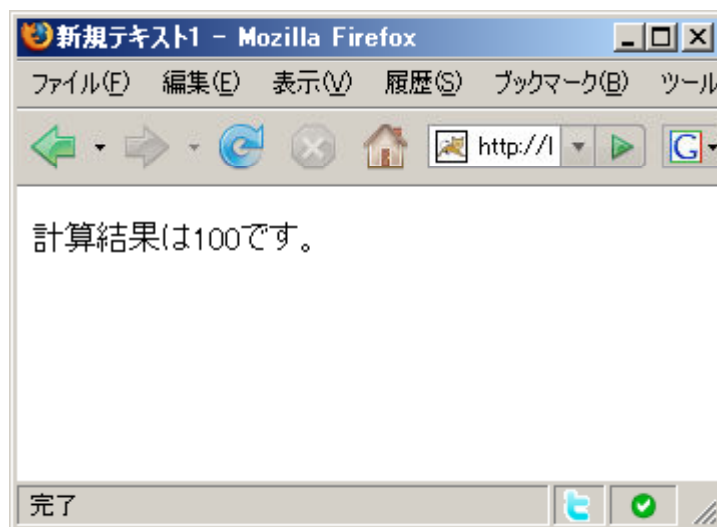 新規テキスト1 - Mozilla Firefox
ファイル(F) 編集(E) 表示(V) 履歴(S) ブックマーク(B) ツール
http://l
G
計算結果は100です。
完了